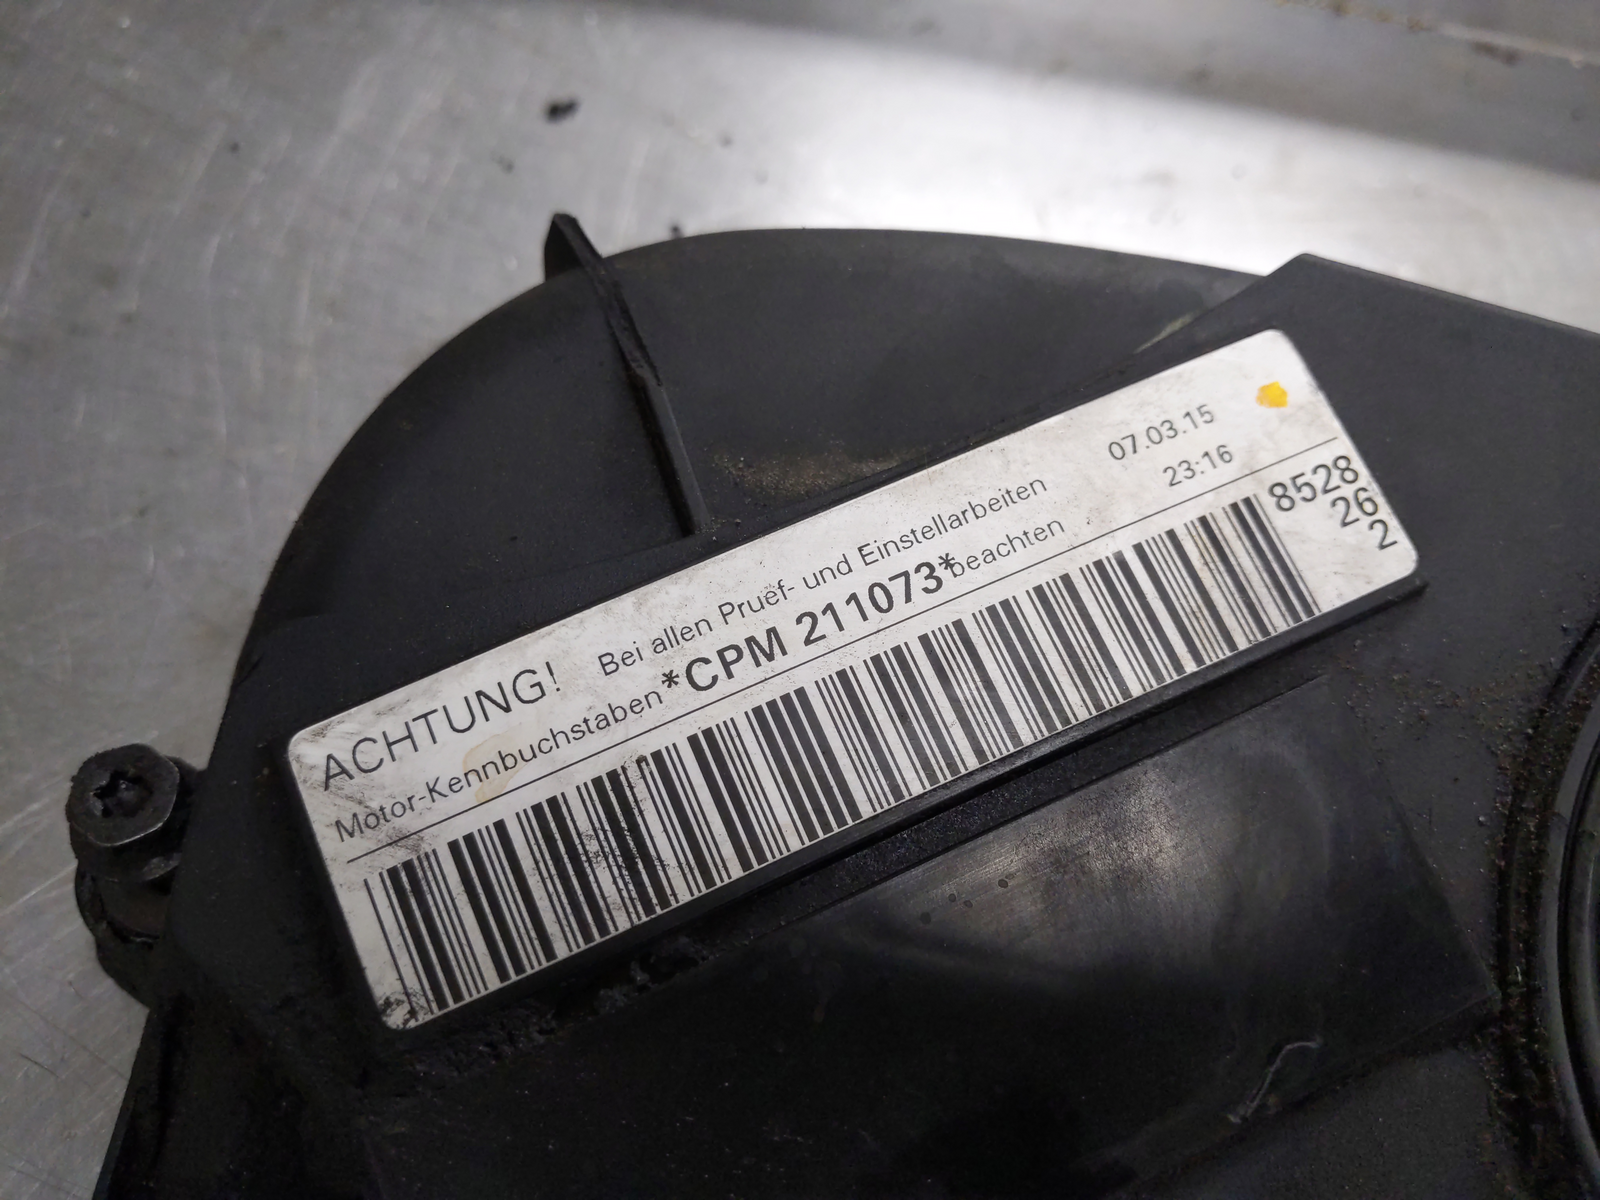 ACHTUNG! Bei allen Pruef- und Einstellarbeiten 07.03.15
Motor-Kennbuchstaben *CPM 211073* beachten 23:16
8528
26
2